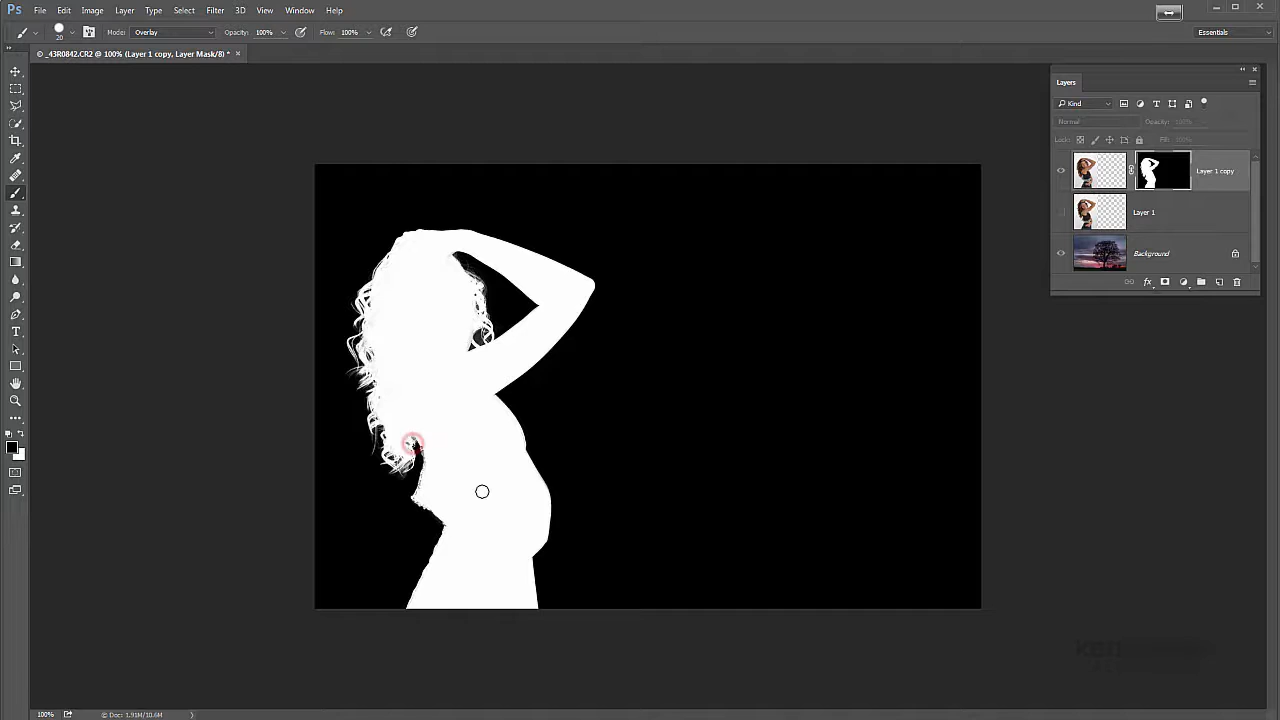 Ps File Edit Image Layer Type Select Filter 3D View Window Help
20 Mode: Overlay Opacity: 100% Flow: 100% Essentials
© _43R0842.CR2 @ 100% (Layer 1 copy, Layer Mask/8) * ×
Layers
Kind
Normal Opacity: 100%
Lock: Fill: 100%
Layer 1 copy
Layer 1
Background
fx
100% Doc: 1.91M/10.6M